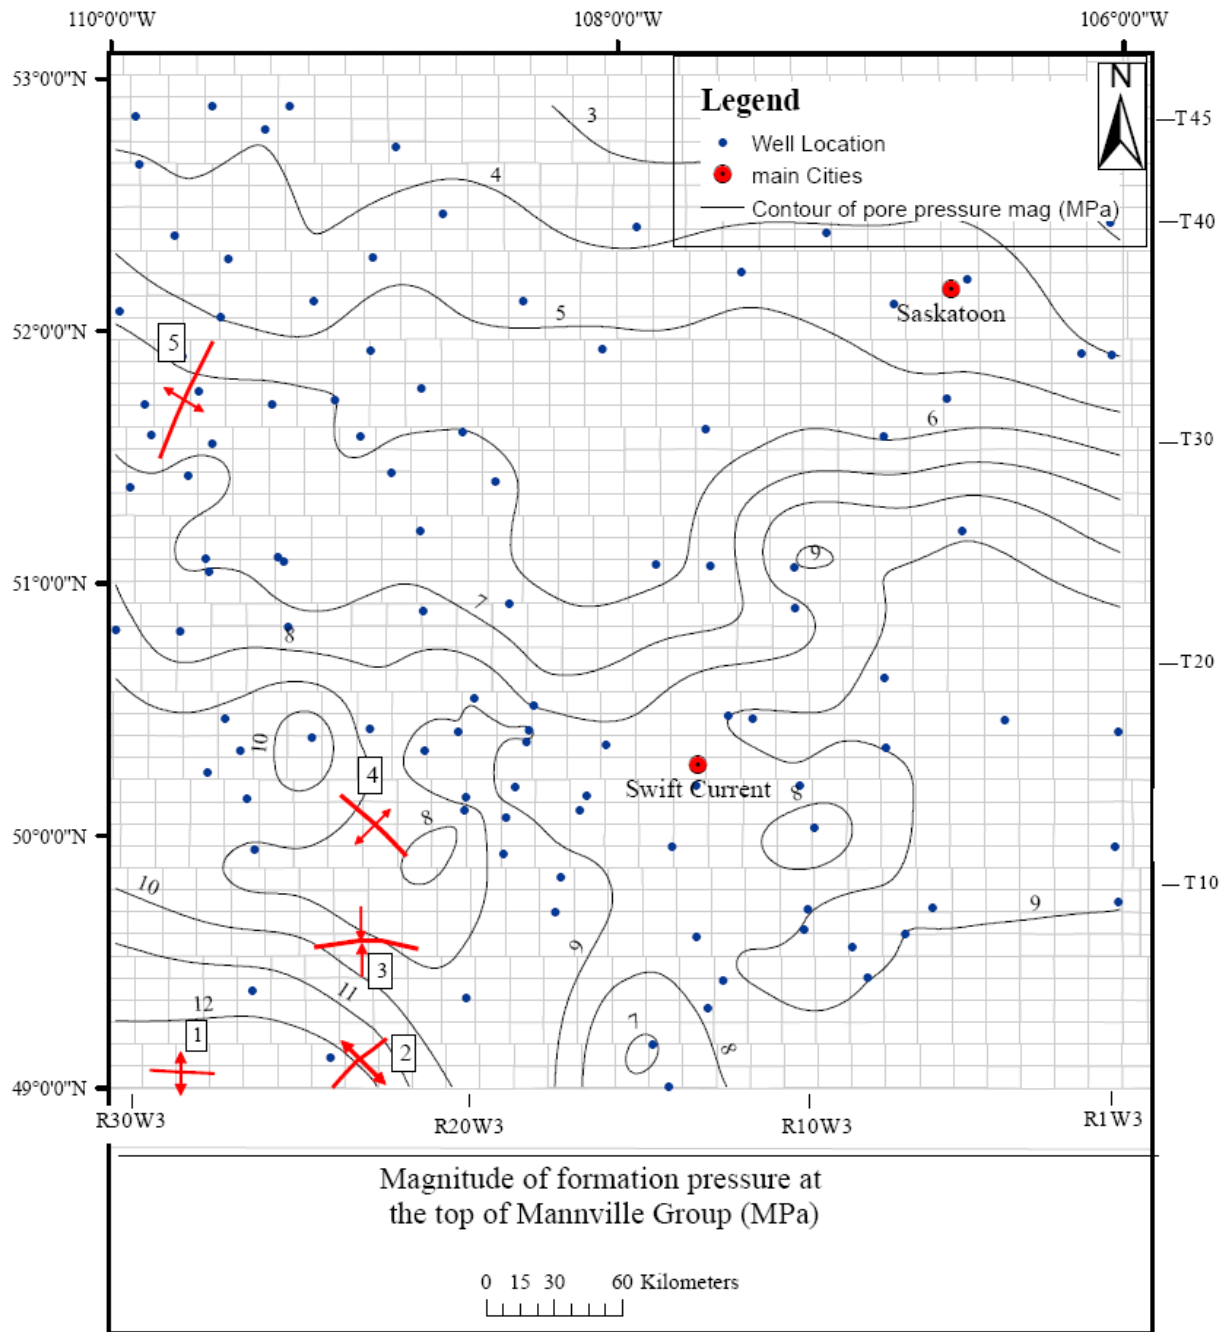 110°0'0"W 108°0'0"W 106°0'0"W
53°0'0"N
N
Legend
Well Location
main Cities
Contour of pore pressure mag (MPa)
3
T45
4
T40
Saskatoon
5
52°0'0"N
5
6
T30
9
51°0'0"N
7
8
T20
10
4
Swift Current
8
8
50°0'0"N
10
T10
9
9
3
11
12
7
1
2
8
49°0'0"N
R30W3 R20W3 R10W3 R1W3
Magnitude of formation pressure at
the top of Mannville Group (MPa)
0 15 30 60 Kilometers